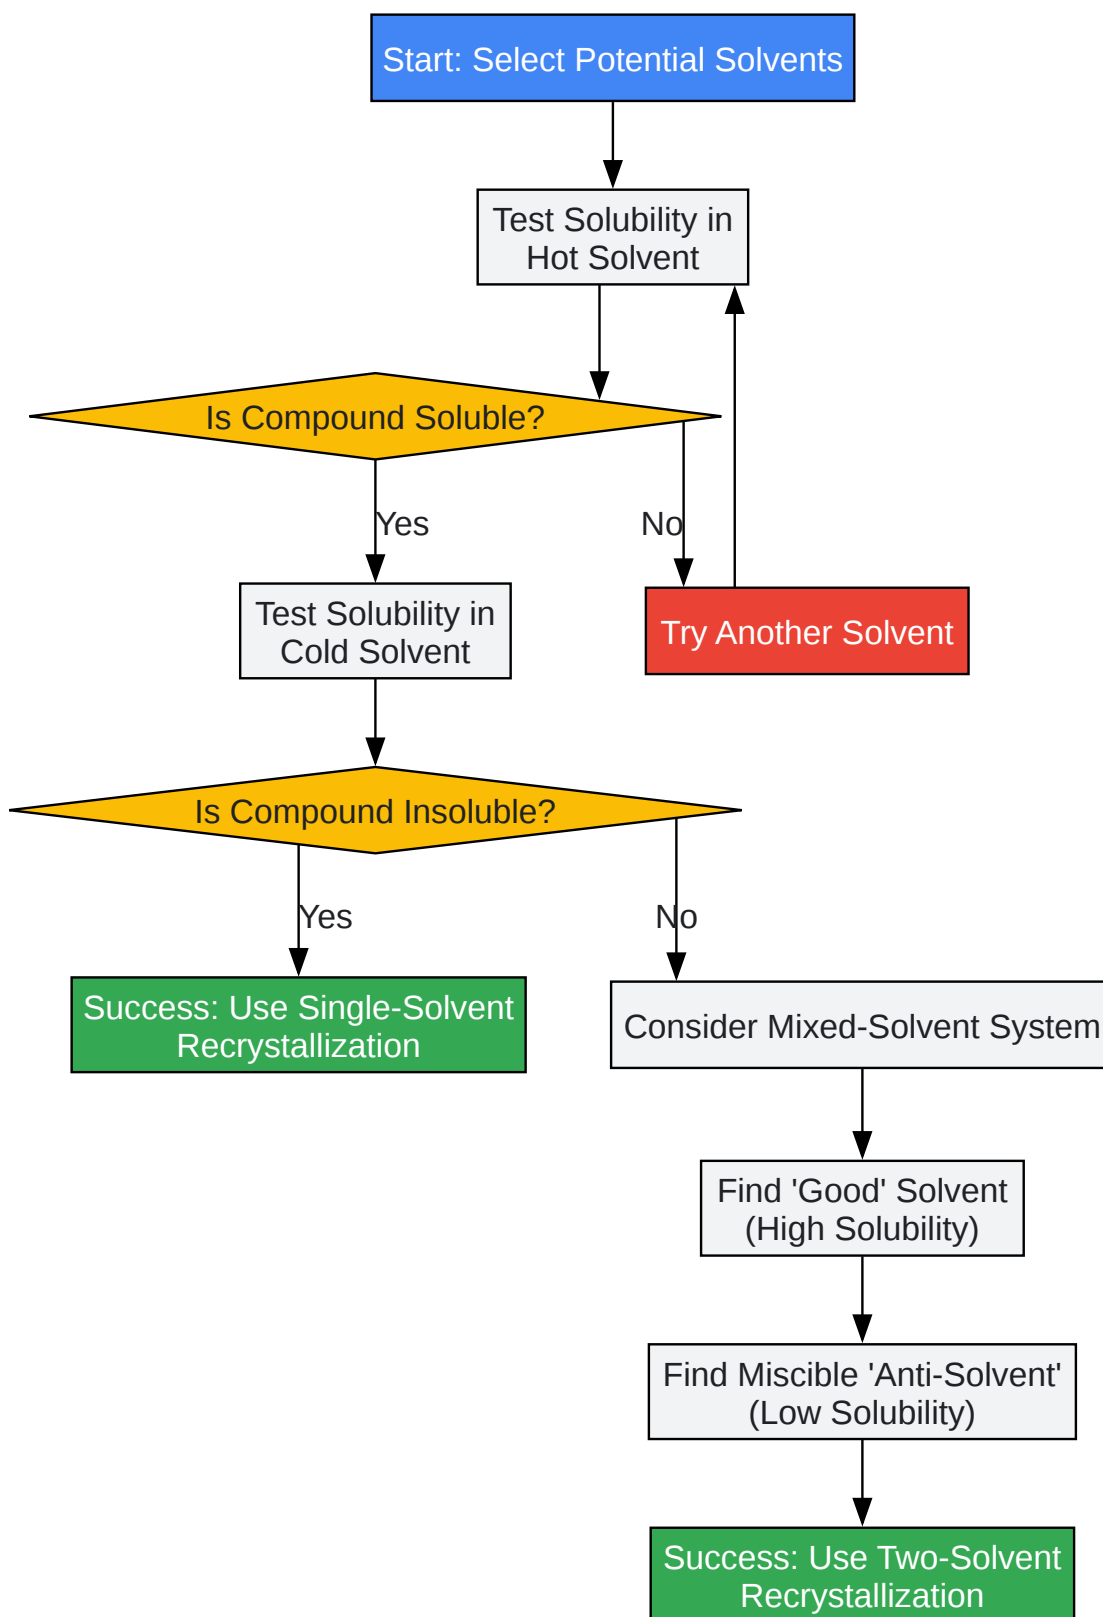 Start: Select Potential Solvents
Test Solubility in
Hot Solvent
Is Compound Soluble?
Yes
No
Test Solubility in
Cold Solvent
Try Another Solvent
Is Compound Insoluble?
Yes
No
Success: Use Single-Solvent
Recrystallization
Consider Mixed-Solvent System
Find 'Good' Solvent
(High Solubility)
Find Miscible 'Anti-Solvent'
(Low Solubility)
Success: Use Two-Solvent
Recrystallization